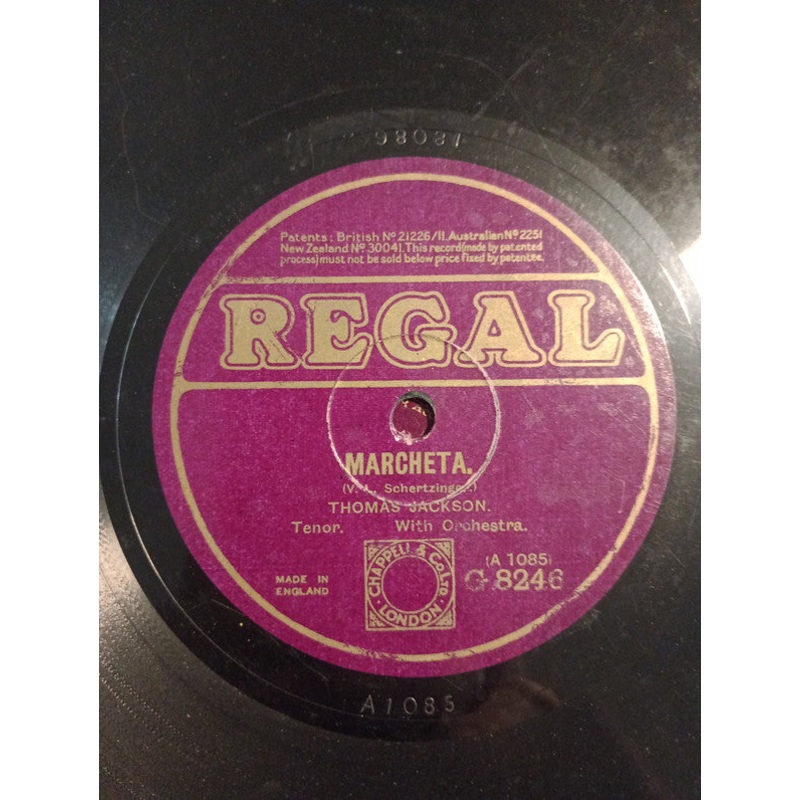 98081
Patents: British Nº 21226/11. Australian Nº 2251
New Zealand Nº 30041. This record (made by patented
process) must not be sold below price fixed by patentee.
REGAL
MARCHETA.
(V. L. Schertzinger)
THOMAS JACKSON.
Tenor. With Orchestra.
(A 1085)
MADE IN
ENGLAND
CHAPPELL & CO LTD
LONDON
G.8246
A1085